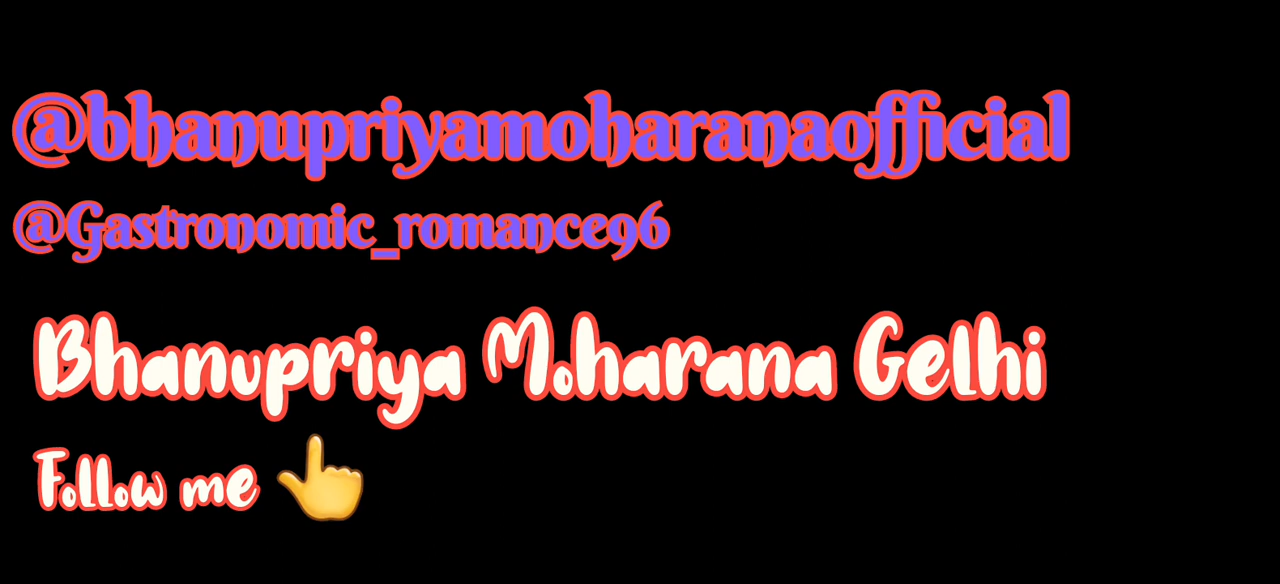 @bhanupriyamoharanaofficial
@Gastronomic_romance96
Bhanupriya Moharana Gelhi
Follow me 👆